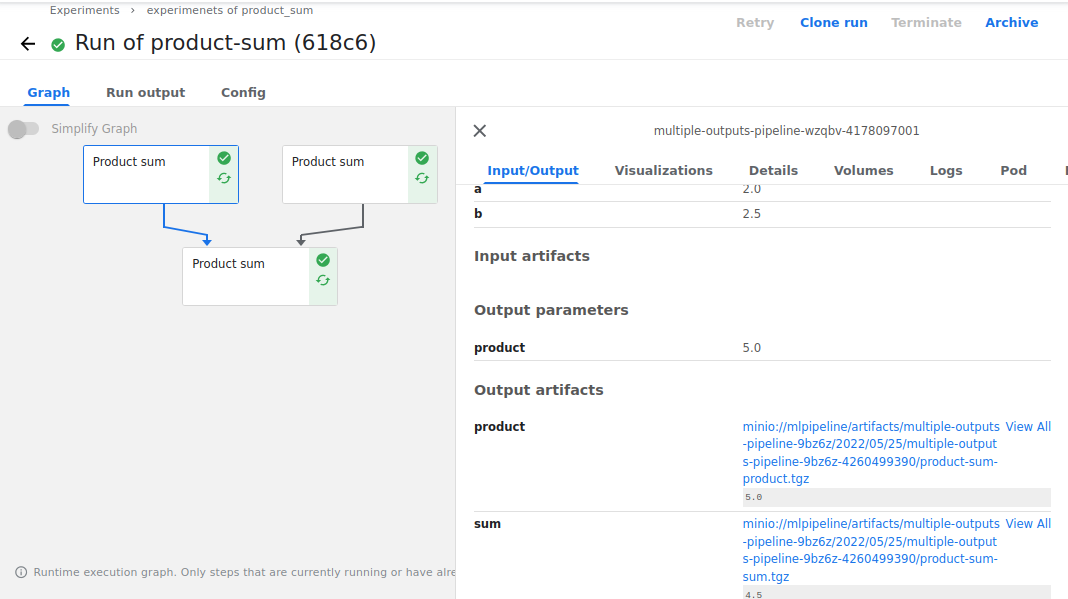 Experiments › experimenets of product_sum
Retry Clone run Terminate Archive
Run of product-sum (618c6)
Graph Run output Config
Simplify Graph
Product sum
Product sum
Product sum
Runtime execution graph. Only steps that are currently running or have alre
multiple-outputs-pipeline-wzqbv-4178097001
Input/Output Visualizations Details Volumes Logs Pod
a 2.0
b 2.5
Input artifacts
Output parameters
product 5.0
Output artifacts
product minio://mlpipeline/artifacts/multiple-outputs View All
-pipeline-9bz6z/2022/05/25/multiple-output
s-pipeline-9bz6z-4260499390/product-sum-
product.tgz
5.0
sum minio://mlpipeline/artifacts/multiple-outputs View All
-pipeline-9bz6z/2022/05/25/multiple-output
s-pipeline-9bz6z-4260499390/product-sum-
sum.tgz
4.5